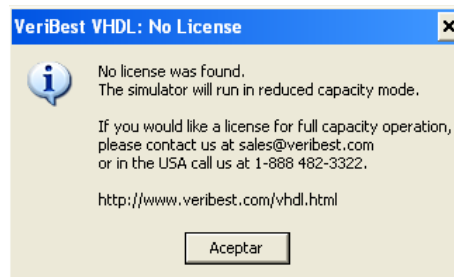 VeriBest VHDL: No License
No license was found.
The simulator will run in reduced capacity mode.
If you would like a license for full capacity operation,
please contact us at sales@veribest.com
or in the USA call us at 1-888 482-3322.
http://www.veribest.com/vhdl.html
Aceptar